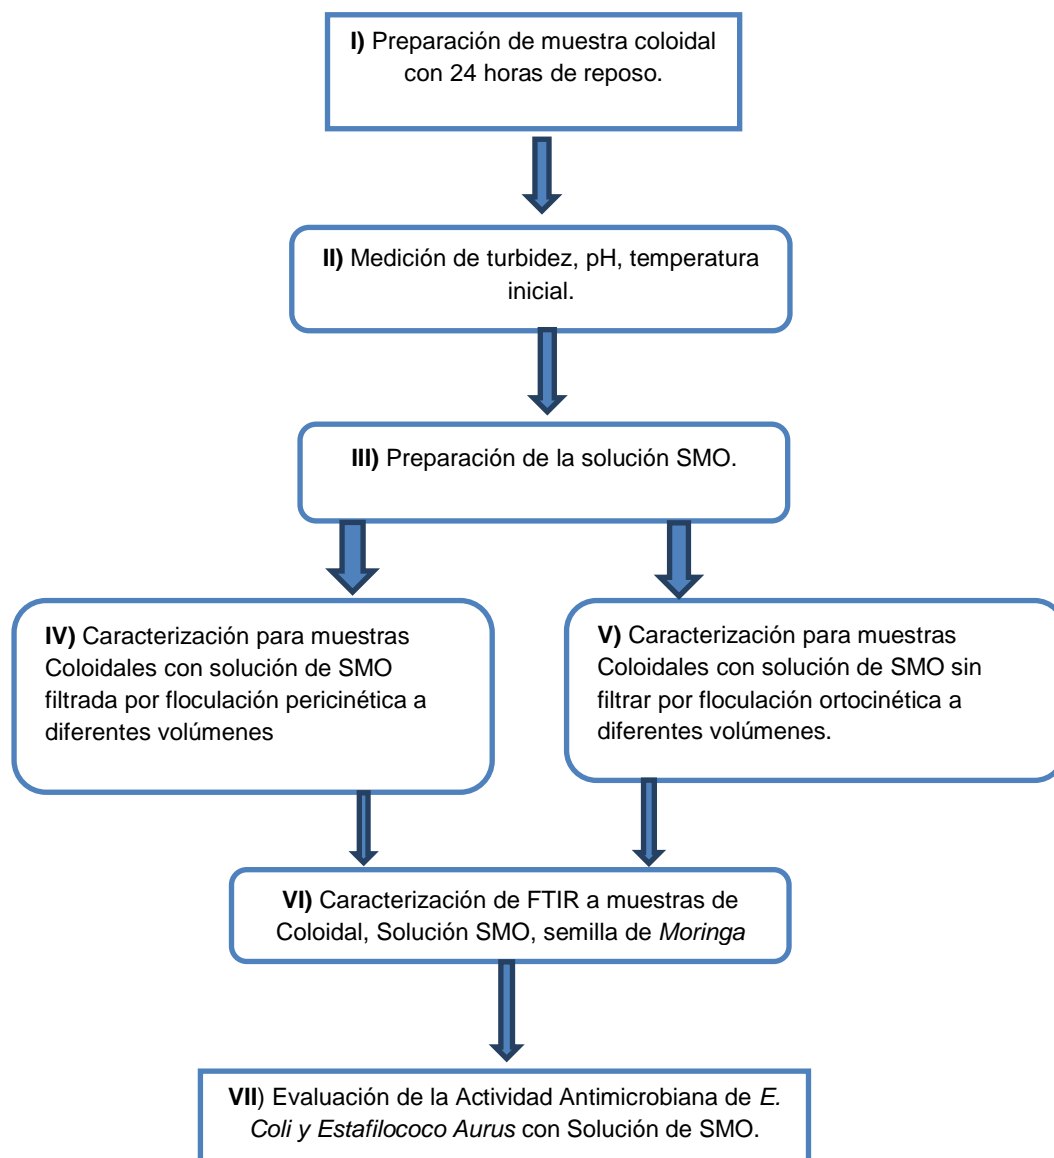 I) Preparación de muestra coloidal
con 24 horas de reposo.
II) Medición de turbidez, pH, temperatura
inicial.
III) Preparación de la solución SMO.
IV) Caracterización para muestras
Coloidales con solución de SMO
filtrada por floculación pericinética a
diferentes volúmenes
V) Caracterización para muestras
Coloidales con solución de SMO sin
filtrar por floculación ortocinética a
diferentes volúmenes.
VI) Caracterización de FTIR a muestras de
Coloidal, Solución SMO, semilla de Moringa
VII) Evaluación de la Actividad Antimicrobiana de E.
Coli y Estafilococo Aurus con Solución de SMO.